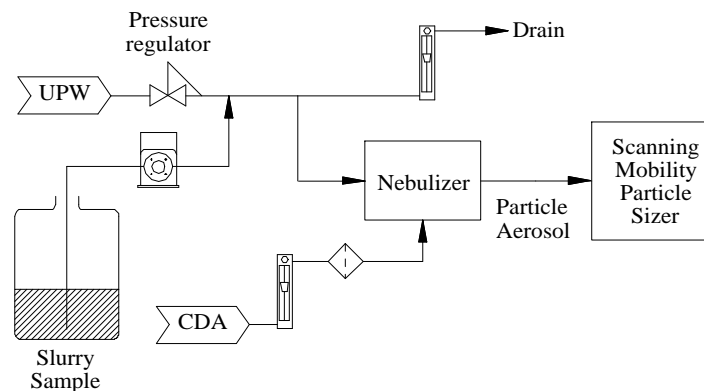 Pressure
regulator
Drain
UPW
Nebulizer
Scanning
Mobility
Particle
Sizer
Particle
Aerosol
CDA
Slurry
Sample